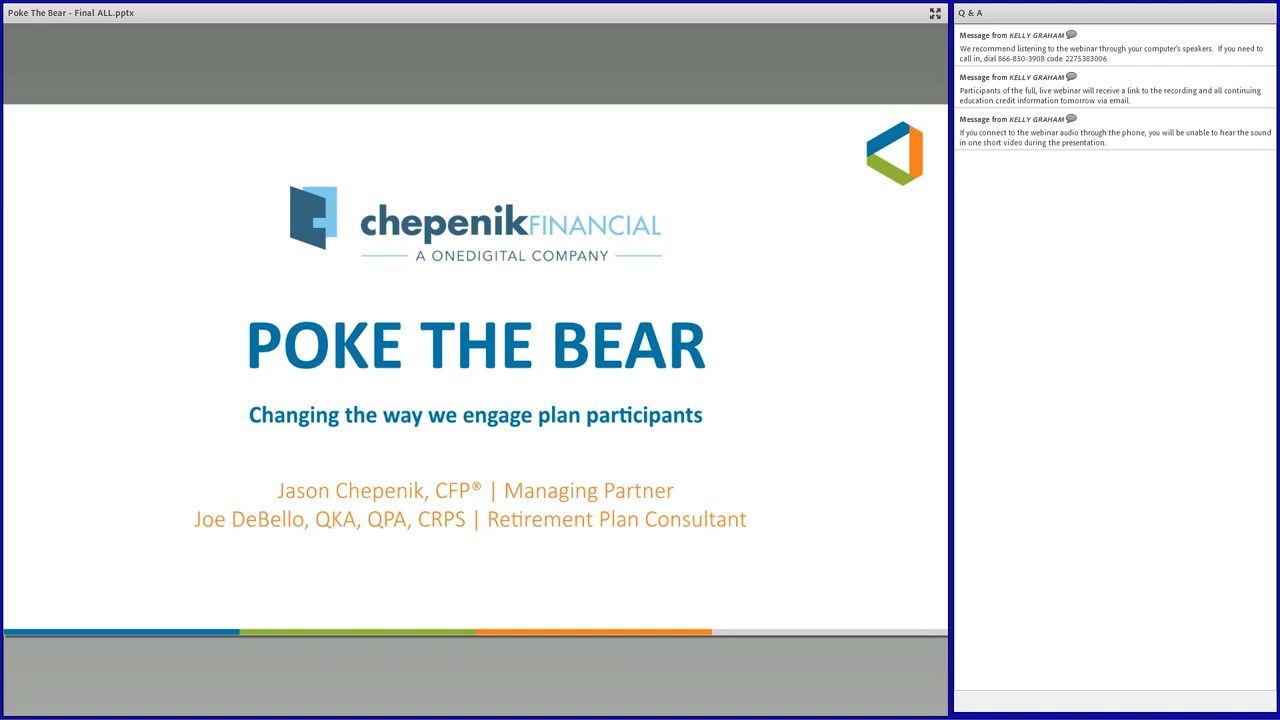 Poke The Bear - Final ALL.pptx
chepenikFINANCIAL
A ONEDIGITAL COMPANY
POKE THE BEAR
Changing the way we engage plan participants
Jason Chepenik, CFP® | Managing Partner
Joe DeBello, QKA, QPA, CRPS | Retirement Plan Consultant
Q & A
Message from KELLY GRAHAM
We recommend listening to the webinar through your computer's speakers. If you need to
call in, dial 866-850-3908 code 2275383006
Message from KELLY GRAHAM
Participants of the full, live webinar will receive a link to the recording and all continuing
education credit information tomorrow via email.
Message from KELLY GRAHAM
If you connect to the webinar audio through the phone, you will be unable to hear the sound
in one short video during the presentation.